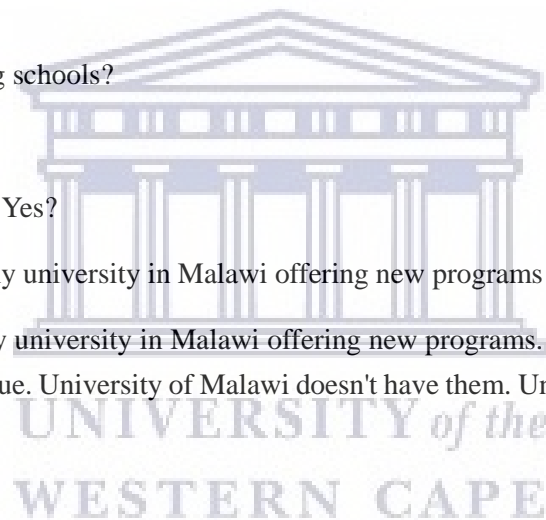 g schools?
Yes?
y university in Malawi offering new programs
y university in Malawi offering new programs.
ue. University of Malawi doesn't have them. Un
UNIVERSITY of the
WESTERN CAPE